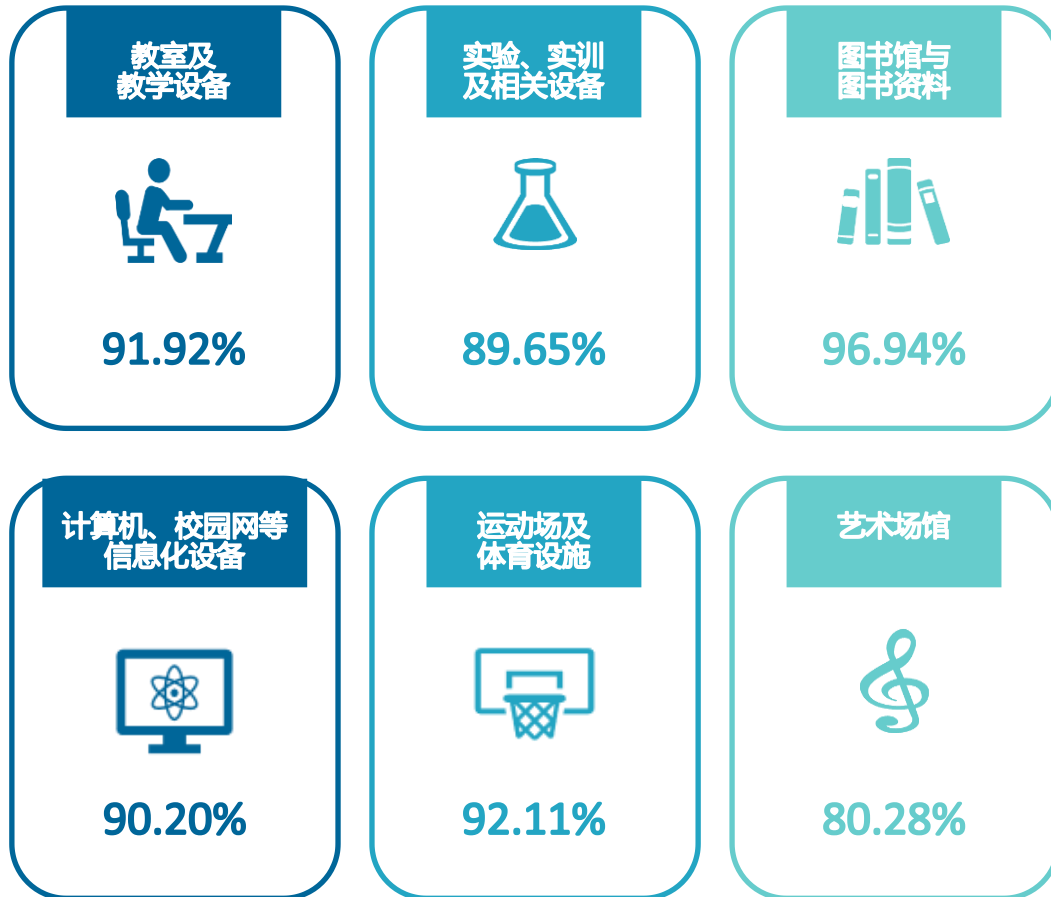 教室及
教学设备
91.92%
实验、实训
及相关设备
89.65%
图书馆与
图书资料
96.94%
计算机、校园网等
信息化设备
90.20%
运动场及
体育设施
92.11%
艺术场馆
80.28%